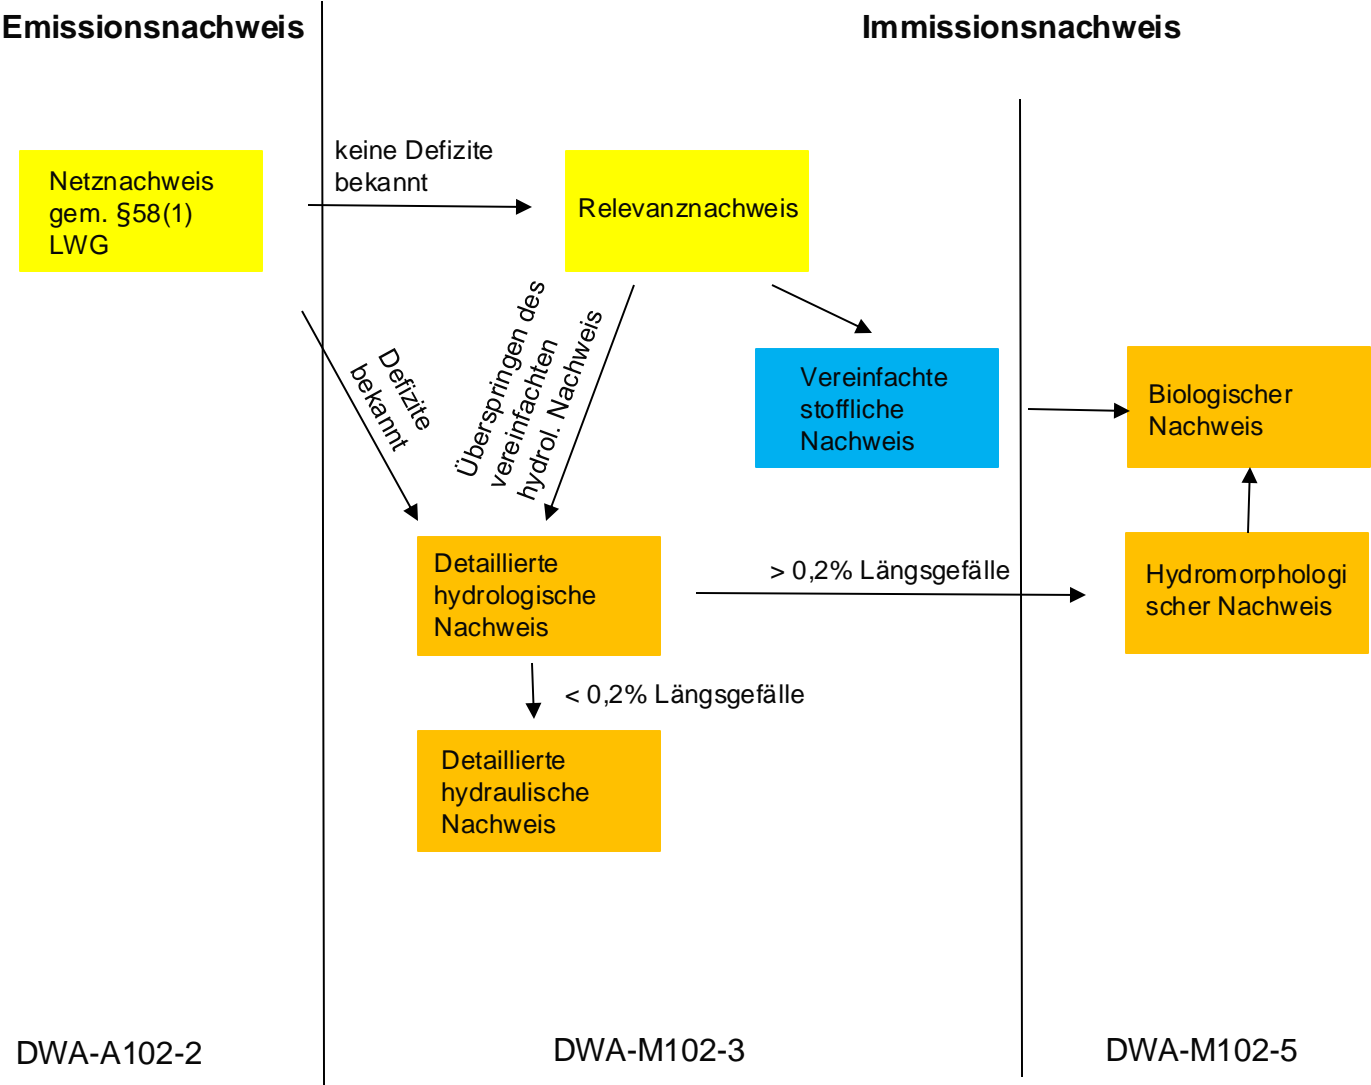 Emissionsnachweis
Immissionsnachweis
Netznachweis
gem. §58(1)
LWG
keine Defizite
bekannt
Relevanznachweis
Defizite
bekannt
Überspringen des
vereinfachten
hydrol. Nachweis
Vereinfachte
stoffliche
Nachweis
Biologischer
Nachweis
Detaillierte
hydrologische
Nachweis
> 0,2% Längsgefälle
Hydromorphologi
scher Nachweis
< 0,2% Längsgefälle
Detaillierte
hydraulische
Nachweis
DWA-A102-2
DWA-M102-3
DWA-M102-5